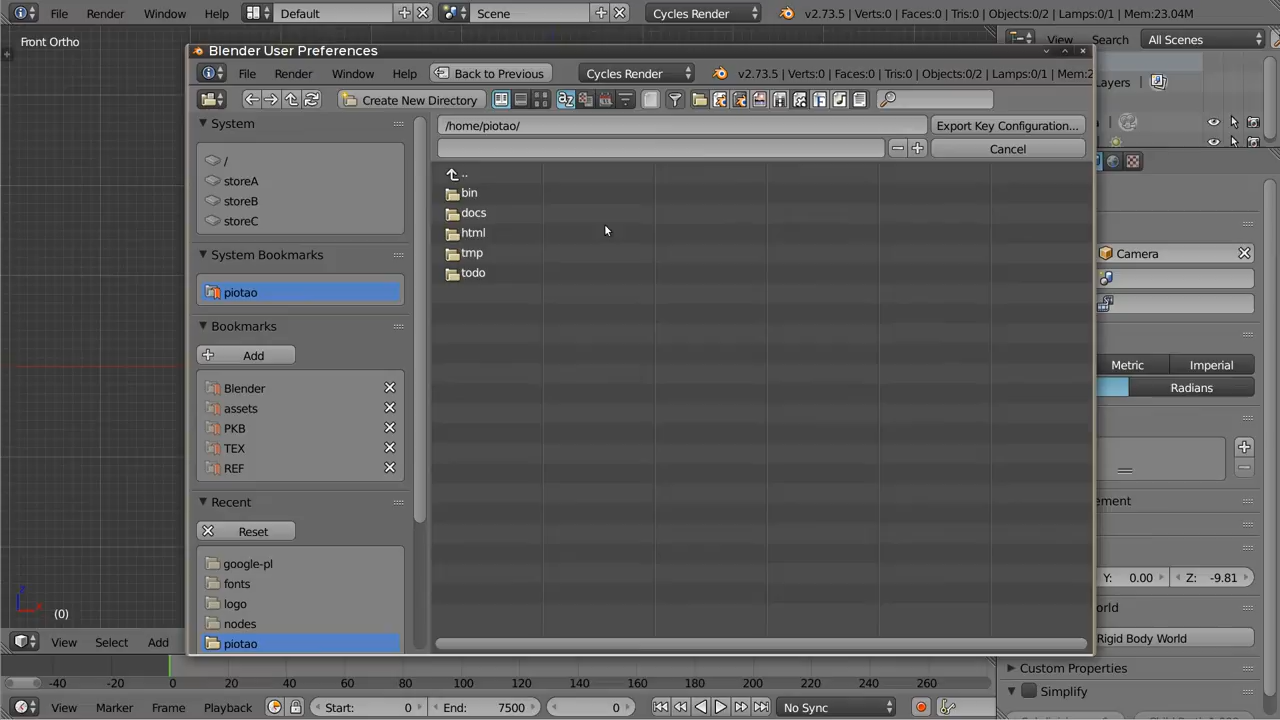 File Render Window Help Default Scene Cycles Render v2.73.5 | Verts:0 | Faces:0 | Tris:0 | Objects:0/2 | Lamps:0/1 | Mem:23.04M
Front Ortho
View Search All Scenes
Blender User Preferences
File Render Window Help Back to Previous Cycles Render v2.73.5 | Verts:0 | Faces:0 | Tris:0 | Objects:0/2 | Lamps:0/1 | Mem:2
ayers
Create New Directory
System
/home/piotao/ Export Key Configuration...
Cancel
/
storeA
storeB
storeC
..
bin
docs
html
tmp
todo
System Bookmarks
piotao
Bookmarks
Add
Blender
assets
PKB
TEX
REF
Recent
Reset
google-pl
fonts
logo
nodes
piotao
Camera
Metric Imperial
Radians
ement
Y: 0.00 Z: -9.81
orld
Rigid Body World
Custom Properties
Simplify
z
x
(0)
View Select Add
-40 -20 0 20 40 60 80 100 120 140 160 180 200 220 240 260
View Marker Frame Playback Start: 0 End: 7500 0 No Sync